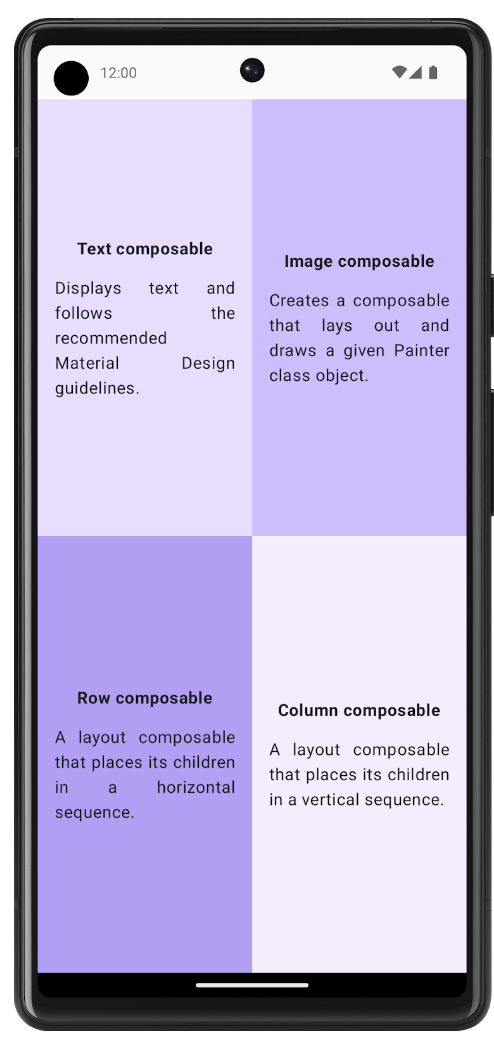 12:00
Text composable
Displays text and
follows the
recommended
Material Design
guidelines.
Image composable
Creates a composable
that lays out and
draws a given Painter
class object.
Row composable
A layout composable
that places its children
in a horizontal
sequence.
Column composable
A layout composable
that places its children
in a vertical sequence.